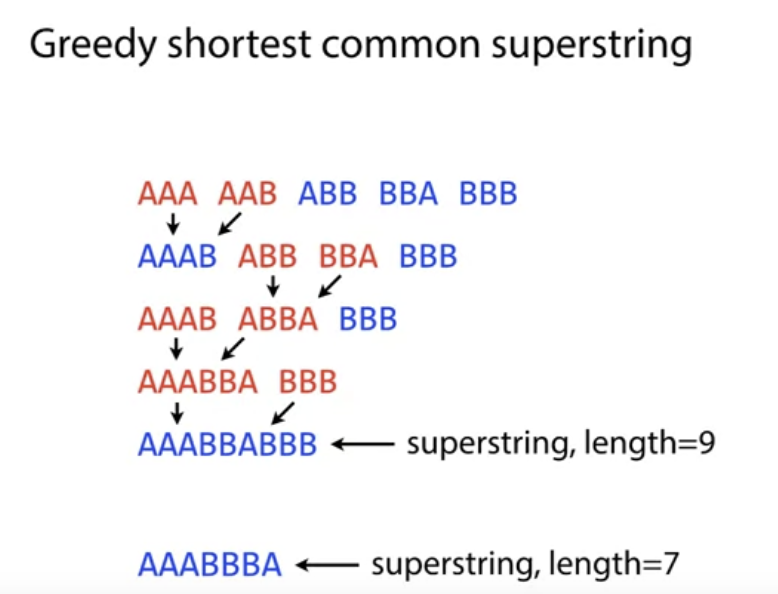 Greedy shortest common superstring
AAA AAB ABB BBA BBB
AAAB ABB BBA BBB
AAAB ABBA BBB
AAABBA BBB
AAABBABBB ← superstring, length=9
AAABBBA ← superstring, length=7